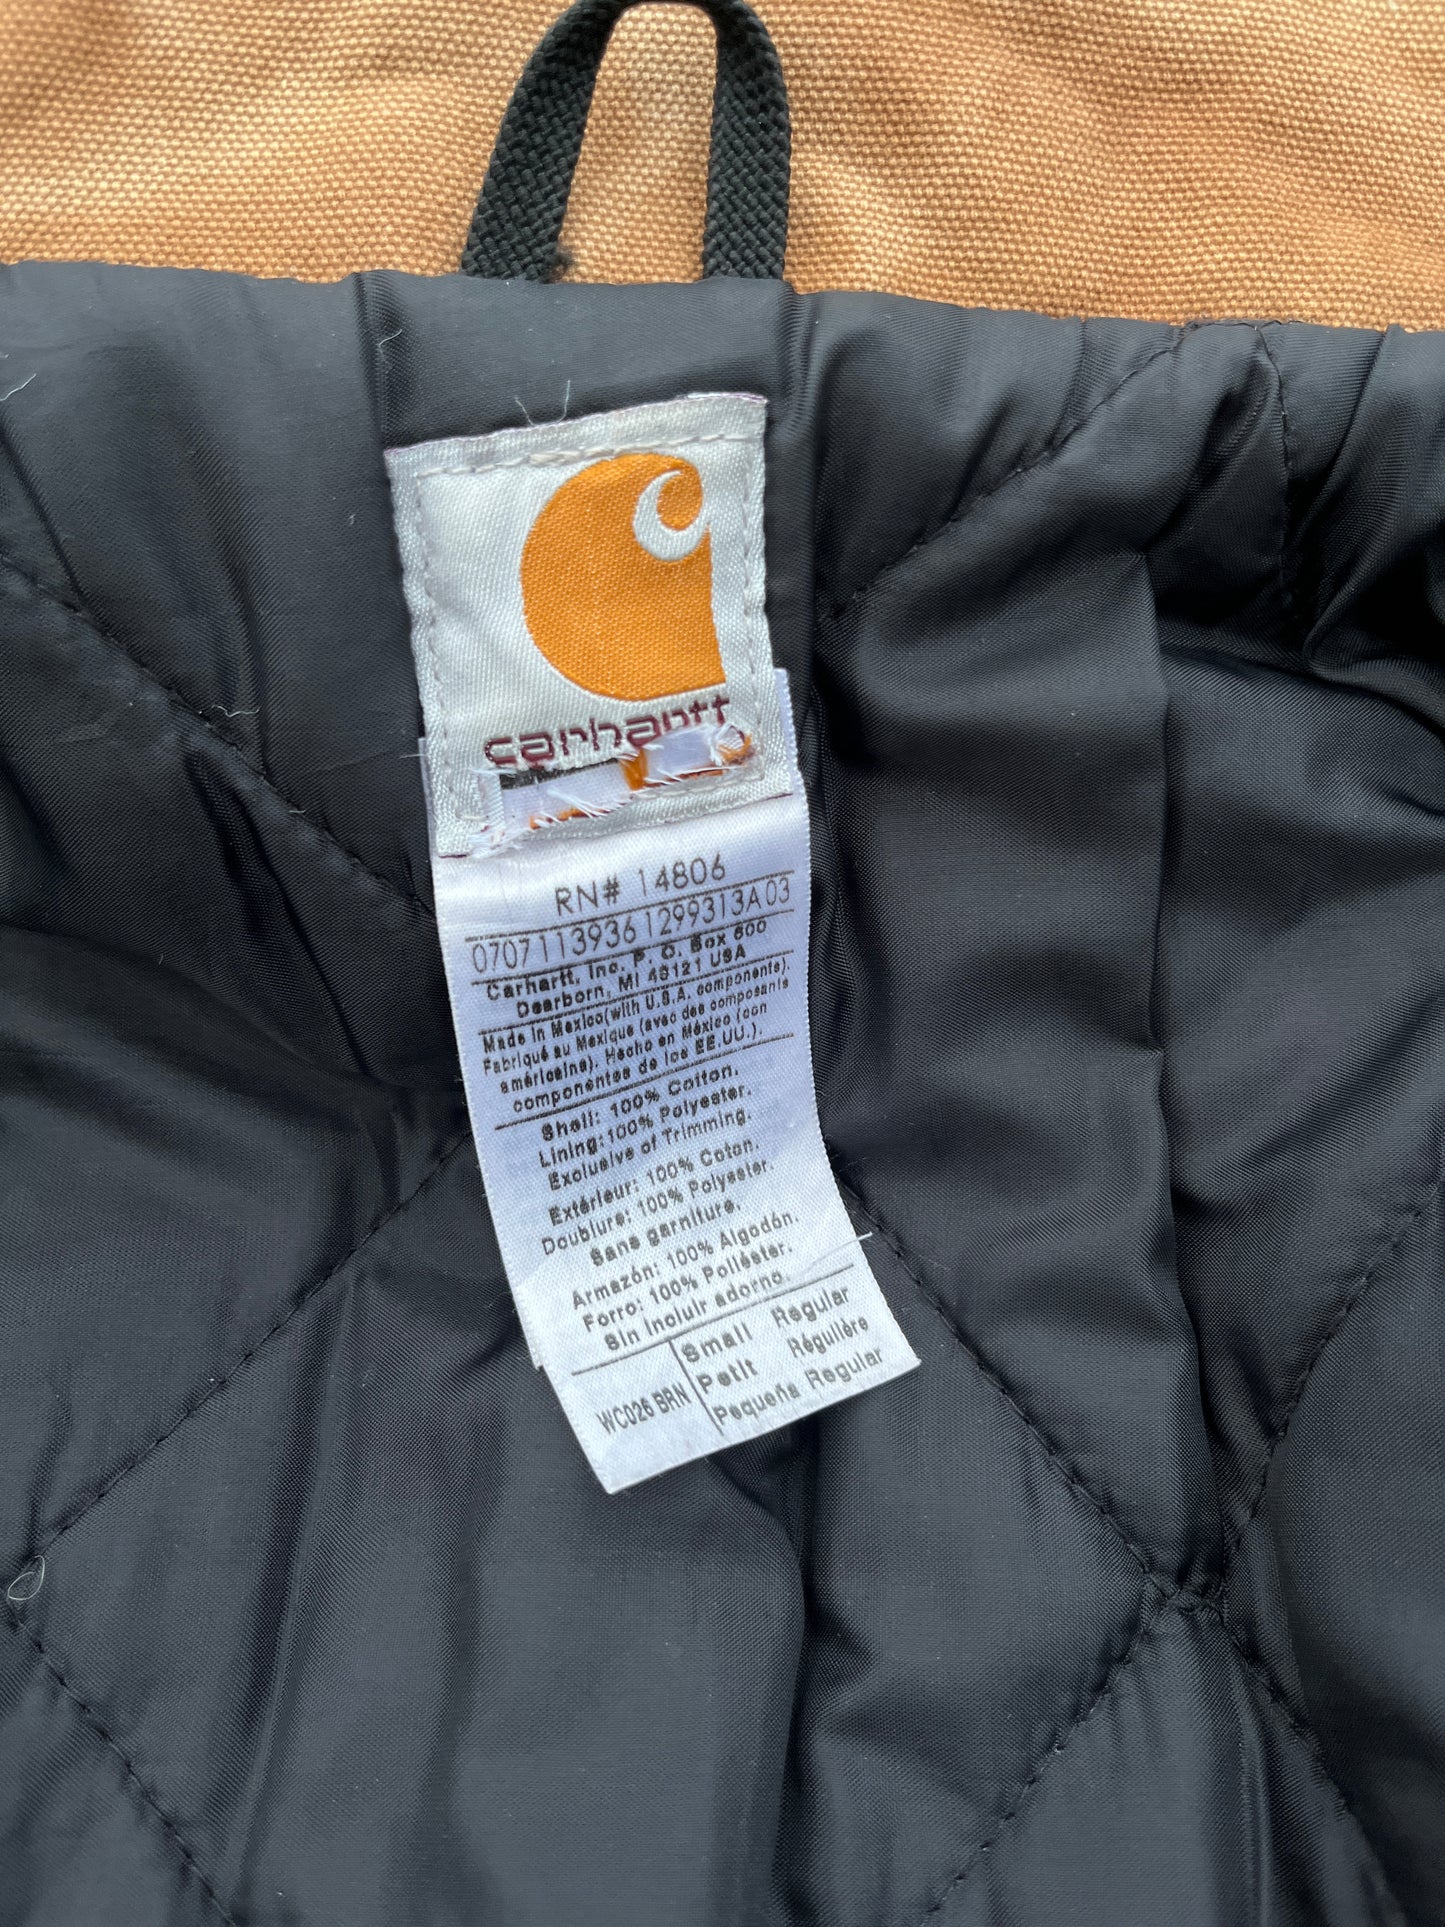 carhartt
RN# 14806
0707113936 1299313A03
Carhartt, Inc. P. O. Box 600
Dearborn, MI 48121 USA
Made in Mexico(with U.S.A. components).
Fabriqué au Mexique (avec des composants
américains). Hecho en México (con
componentes de los EE.UU.).
Shell: 100% Cotton.
Lining:100% Polyester.
Exclusive of Trimming.
Extérieur: 100% Coton.
Doublure: 100% Polyester.
Sans garniture.
Armazón: 100% Algodón.
Forro: 100% Poliéster.
Sin incluir adorno.
WC026 BRN
Small Regular
Petit Régulière
Pequeña Regular